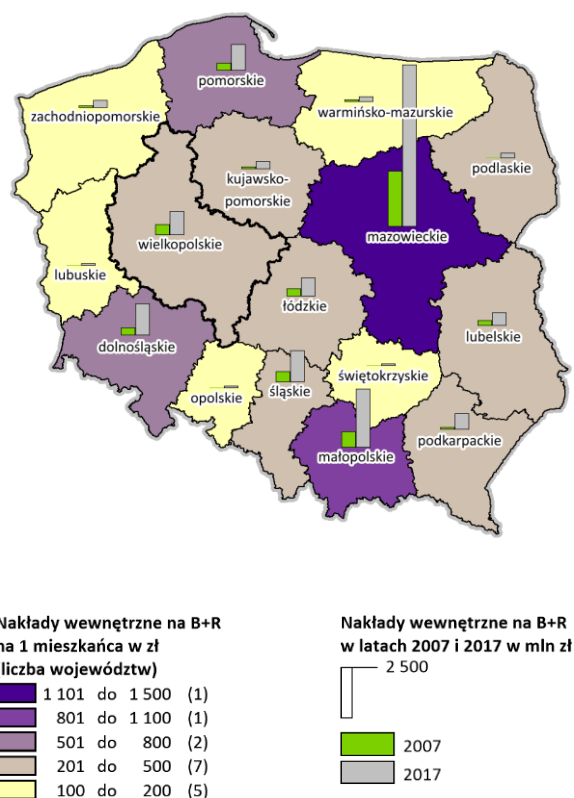 pomorskie
zachodniopomorskie
warmińsko-mazurskie
kujawsko-
pomorskie
podlaskie
wielkopolskie
mazowieckie
lubuskie
łódzkie
dolnośląskie
lubelskie
opolskie
śląskie
świętokrzyskie
małopolskie
podkarpackie
Nakłady wewnętrzne na B+R
na 1 mieszkańca w zł
(liczba województw)
1 101 do 1 500 (1)
801 do 1 100 (1)
501 do 800 (2)
201 do 500 (7)
100 do 200 (5)
Nakłady wewnętrzne na B+R
w latach 2007 i 2017 w mln zł
2 500
2007
2017